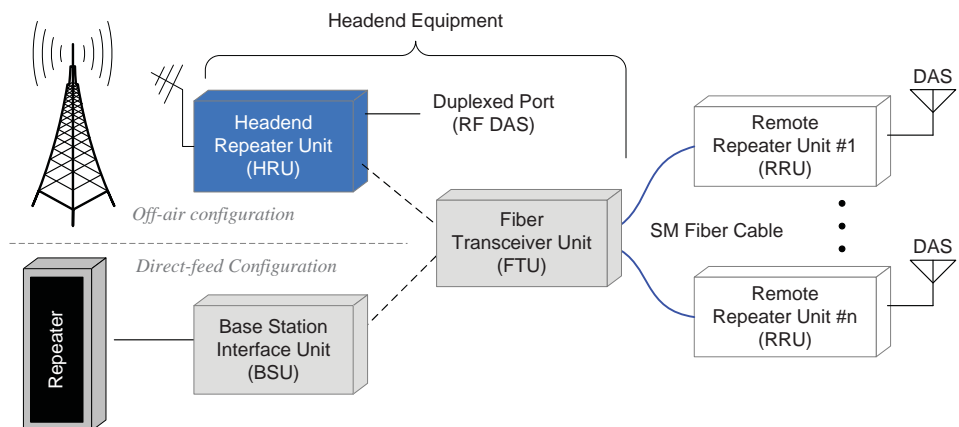 Headend Equipment
Headend
Repeater Unit
(HRU)
Duplexed Port
(RF DAS)
Off-air configuration
Direct-feed Configuration
Repeater
Base Station
Interface Unit
(BSU)
Fiber
Transceiver Unit
(FTU)
SM Fiber Cable
DAS
Remote
Repeater Unit #1
(RRU)
DAS
Remote
Repeater Unit #n
(RRU)